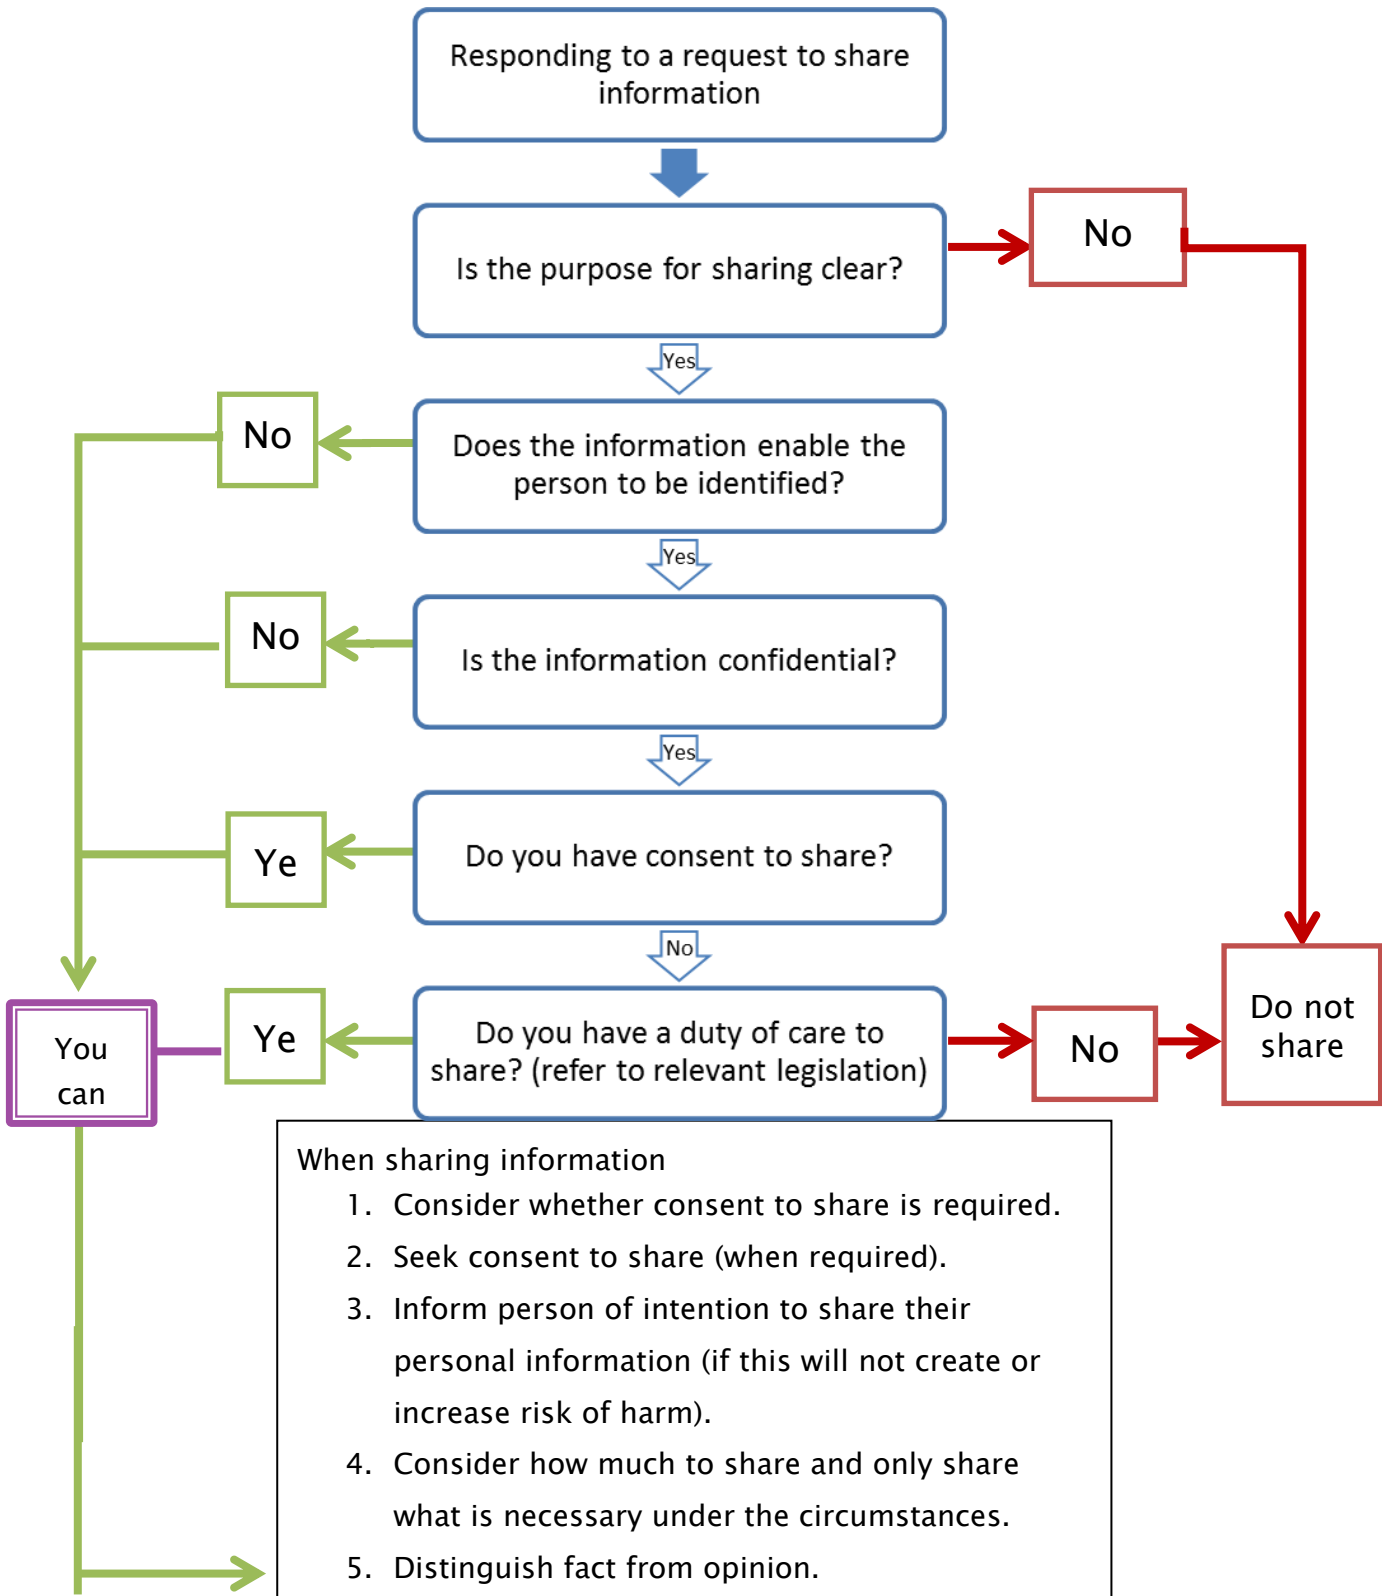 Responding to a request to share
information
Is the purpose for sharing clear?
No
Yes
Does the information enable the
person to be identified?
No
Yes
Is the information confidential?
No
Yes
Do you have consent to share?
Ye
No
Do you have a duty of care to
share? (refer to relevant legislation)
Ye
You
can
No
Do not
share
When sharing information
1. Consider whether consent to share is required.
2. Seek consent to share (when required).
3. Inform person of intention to share their
personal information (if this will not create or
increase risk of harm).
4. Consider how much to share and only share
what is necessary under the circumstances.
5. Distinguish fact from opinion.